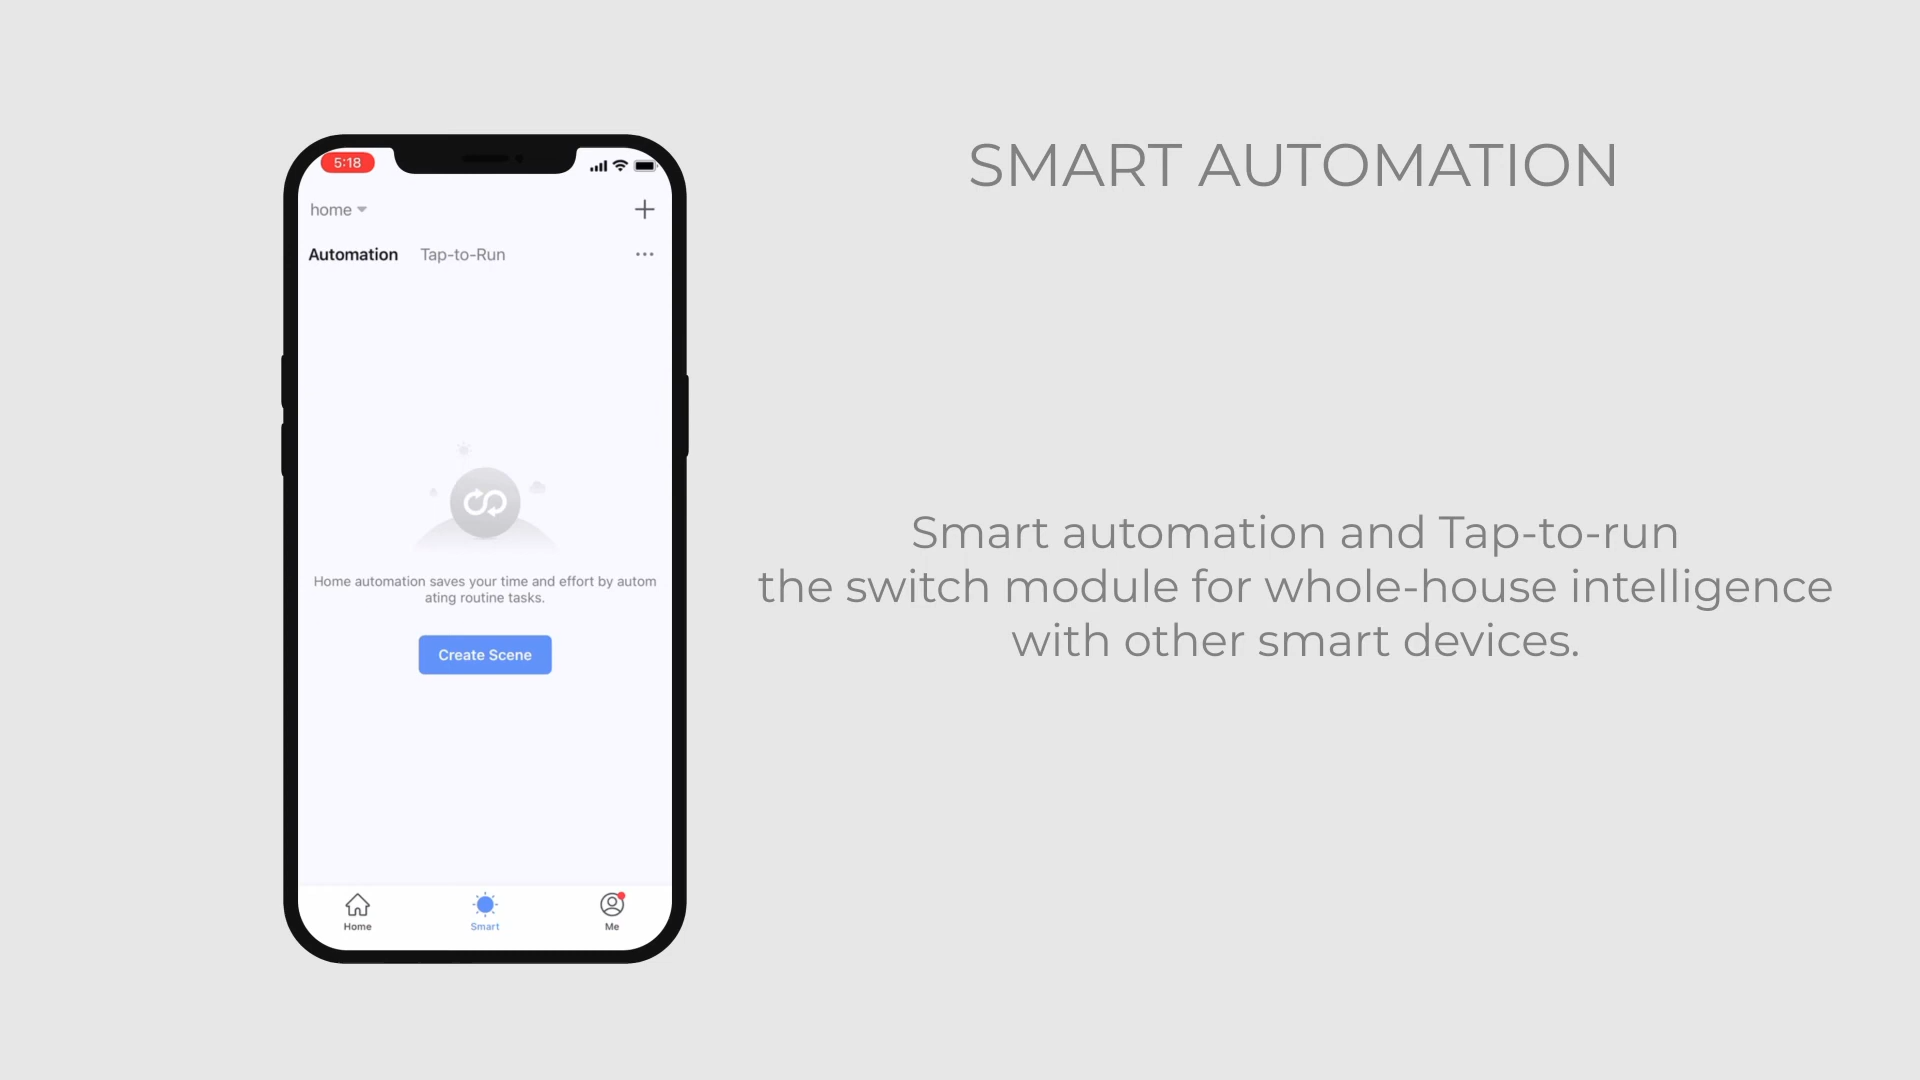 5:18
home
Automation Tap-to-Run
Home automation saves your time and effort by autom
ating routine tasks.
Create Scene
Home Smart Me
SMART AUTOMATION
Smart automation and Tap-to-run
the switch module for whole-house intelligence
with other smart devices.